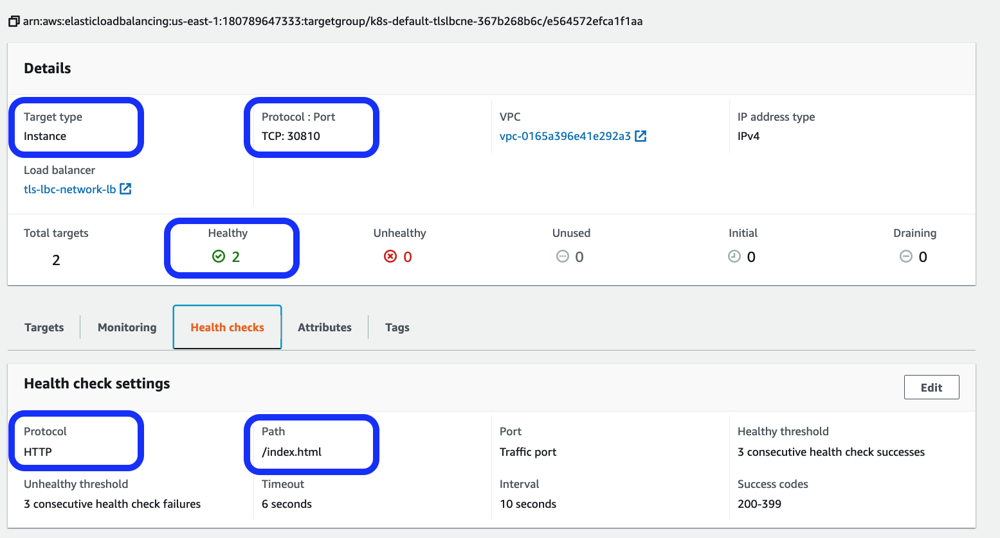 arn:aws:elasticloadbalancing:us-east-1:180789647333:targetgroup/k8s-default-tlslbcne-367b268b6c/e564572efca1f1aa
Details
Target type
Instance
Protocol : Port
TCP: 30810
VPC
vpc-0165a396e41e292a3
IP address type
IPv4
Load balancer
tls-lbc-network-lb
Total targets
2
Healthy
2
Unhealthy
0
Unused
0
Initial
0
Draining
0
Targets
Monitoring
Health checks
Attributes
Tags
Health check settings
Edit
Protocol
HTTP
Path
/index.html
Port
Traffic port
Healthy threshold
3 consecutive health check successes
Unhealthy threshold
3 consecutive health check failures
Timeout
6 seconds
Interval
10 seconds
Success codes
200-399